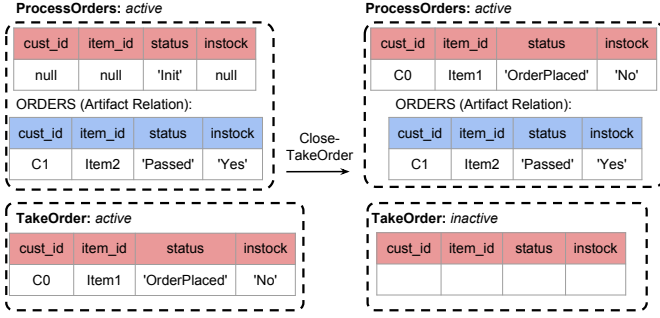 ProcessOrders: active
cust_id item_id status instock
null null 'Init' null
ORDERS (Artifact Relation):
cust_id item_id status instock
C1 Item2 'Passed' 'Yes'
TakeOrder: active
cust_id item_id status instock
C0 Item1 'OrderPlaced' 'No'
Close-
TakeOrder
ProcessOrders: active
cust_id item_id status instock
C0 Item1 'OrderPlaced' 'No'
ORDERS (Artifact Relation):
cust_id item_id status instock
C1 Item2 'Passed' 'Yes'
TakeOrder: inactive
cust_id item_id status instock